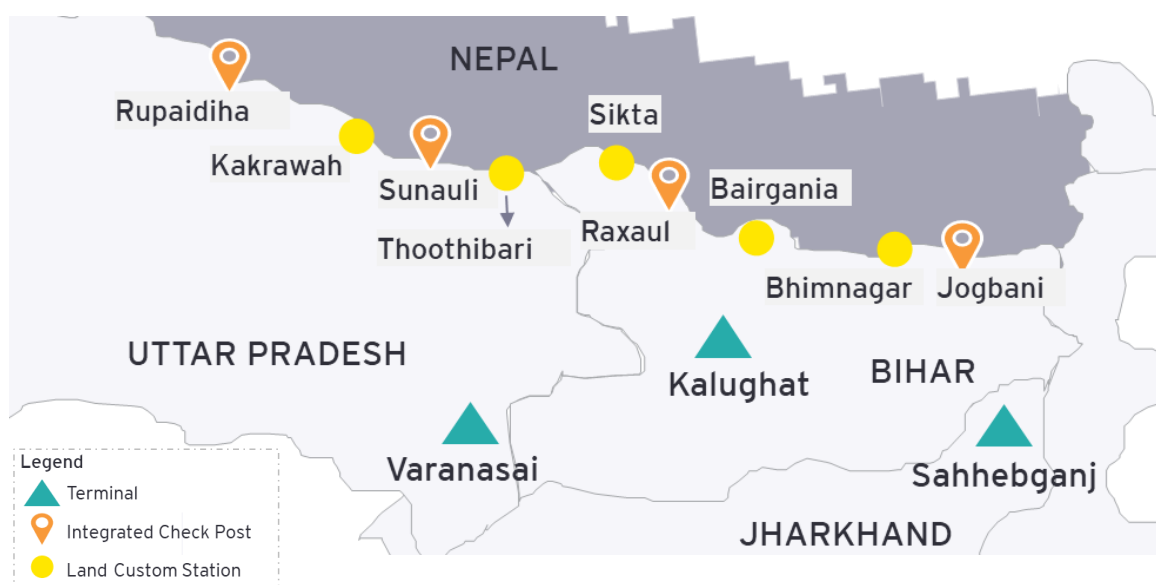 NEPAL
Rupaidiha
Sikta
Kakrawah
Sunauli
Bairgania
Raxaul
Thoothibari
Bhimnagar
Jogbani
UTTAR PRADESH
Kalughat
BIHAR
Varanasai
Sahhebganj
JHARKHAND
Legend
Terminal
Integrated Check Post
Land Custom Station